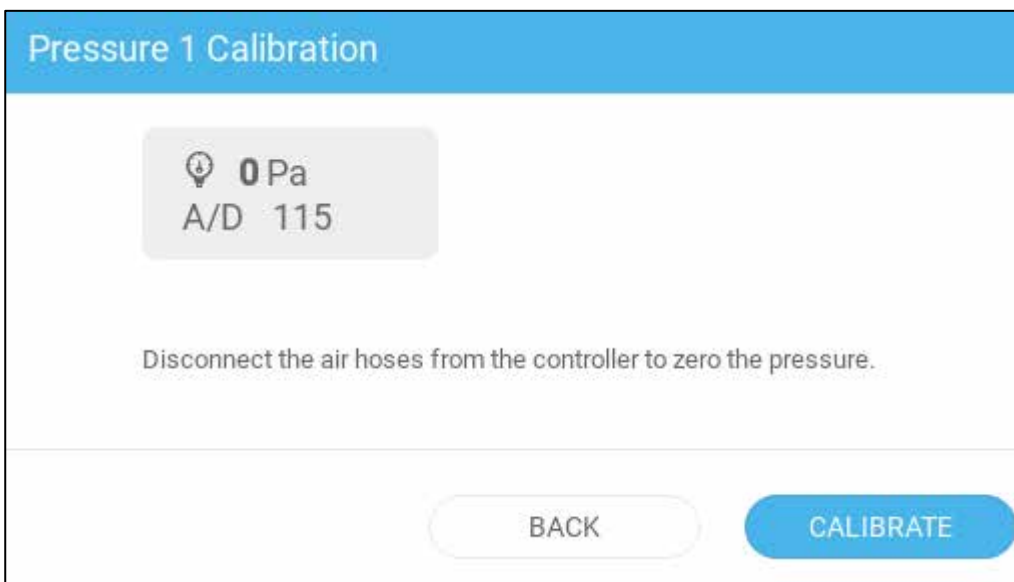 Pressure 1 Calibration
0 Pa
A/D 115
Disconnect the air hoses from the controller to zero the pressure.
BACK
CALIBRATE